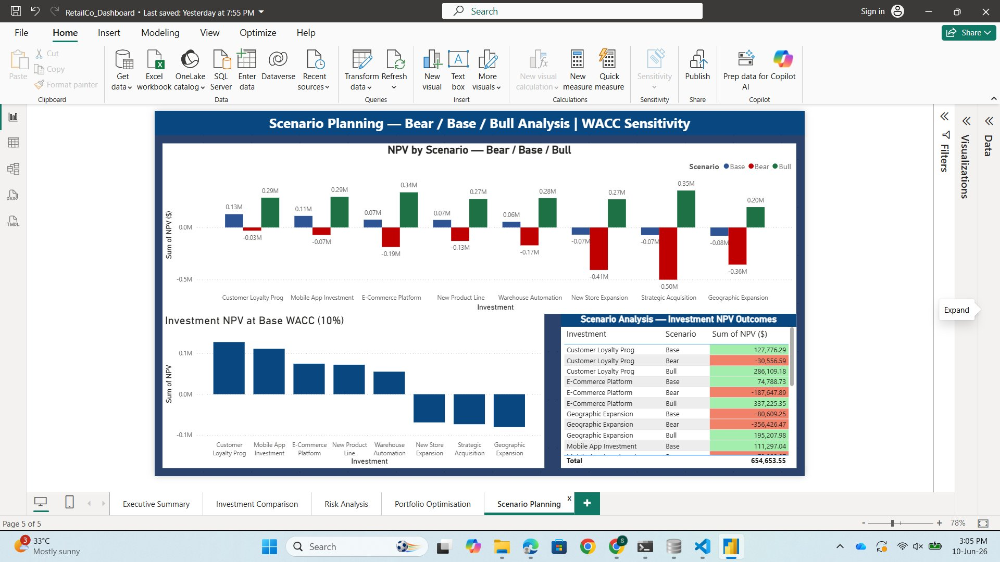 RetailCo_Dashboard • Last saved: Yesterday at 7:55 PM
Search
Sign in
File Home Insert Modeling View Optimize Help
Share
Paste
Cut
Copy
Format painter
Clipboard
Get data
Excel workbook
OneLake catalog
SQL Server
Enter data
Dataverse
Recent sources
Data
Transform data
Refresh
Queries
New visual
Text box
More visuals
Insert
New visual calculation
New measure
Quick measure
Calculations
Sensitivity
Sensitivity
Publish
Share
Prep data for AI
Copilot
Copilot
DAX
TMDL
Scenario Planning — Bear / Base / Bull Analysis | WACC Sensitivity
NPV by Scenario — Bear / Base / Bull
Scenario Base Bear Bull
Sum of NPV ($)
0.0M
-0.5M
0.13M -0.03M 0.29M
0.11M -0.07M 0.29M
0.07M -0.19M 0.34M
0.07M -0.13M 0.27M
0.06M -0.17M 0.28M
-0.07M -0.41M 0.27M
-0.07M -0.50M 0.35M
-0.08M -0.36M 0.20M
Customer Loyalty Prog Mobile App Investment E-Commerce Platform New Product Line Warehouse Automation New Store Expansion Strategic Acquisition Geographic Expansion
Investment
Investment NPV at Base WACC (10%)
Sum of NPV
0.1M
0.0M
-0.1M
Customer Loyalty Prog
Mobile App Investment
E-Commerce Platform
New Product Line
Warehouse Automation
New Store Expansion
Strategic Acquisition
Geographic Expansion
Investment
Scenario Analysis — Investment NPV Outcomes
Investment Scenario Sum of NPV ($)
Customer Loyalty Prog Base 127,776.29
Customer Loyalty Prog Bear -30,556.59
Customer Loyalty Prog Bull 286,109.18
E-Commerce Platform Base 74,788.73
E-Commerce Platform Bear -187,647.89
E-Commerce Platform Bull 337,225.35
Geographic Expansion Base -80,609.25
Geographic Expansion Bear -356,426.47
Geographic Expansion Bull 195,207.98
Mobile App Investment Base 111,297.04
Total 654,653.55
Filters
Visualizations
Data
Expand
Executive Summary Investment Comparison Risk Analysis Portfolio Optimisation Scenario Planning x +
Page 5 of 5
- + 78%
3
33°C
Mostly sunny
Search
S
3:05 PM
10-Jun-26